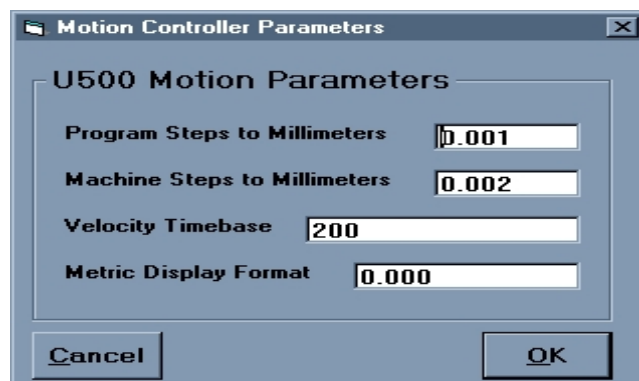 Motion Controller Parameters
U500 Motion Parameters
Program Steps to Millimeters 0.001
Machine Steps to Millimeters 0.002
Velocity Timebase 200
Metric Display Format 0.000
Cancel OK